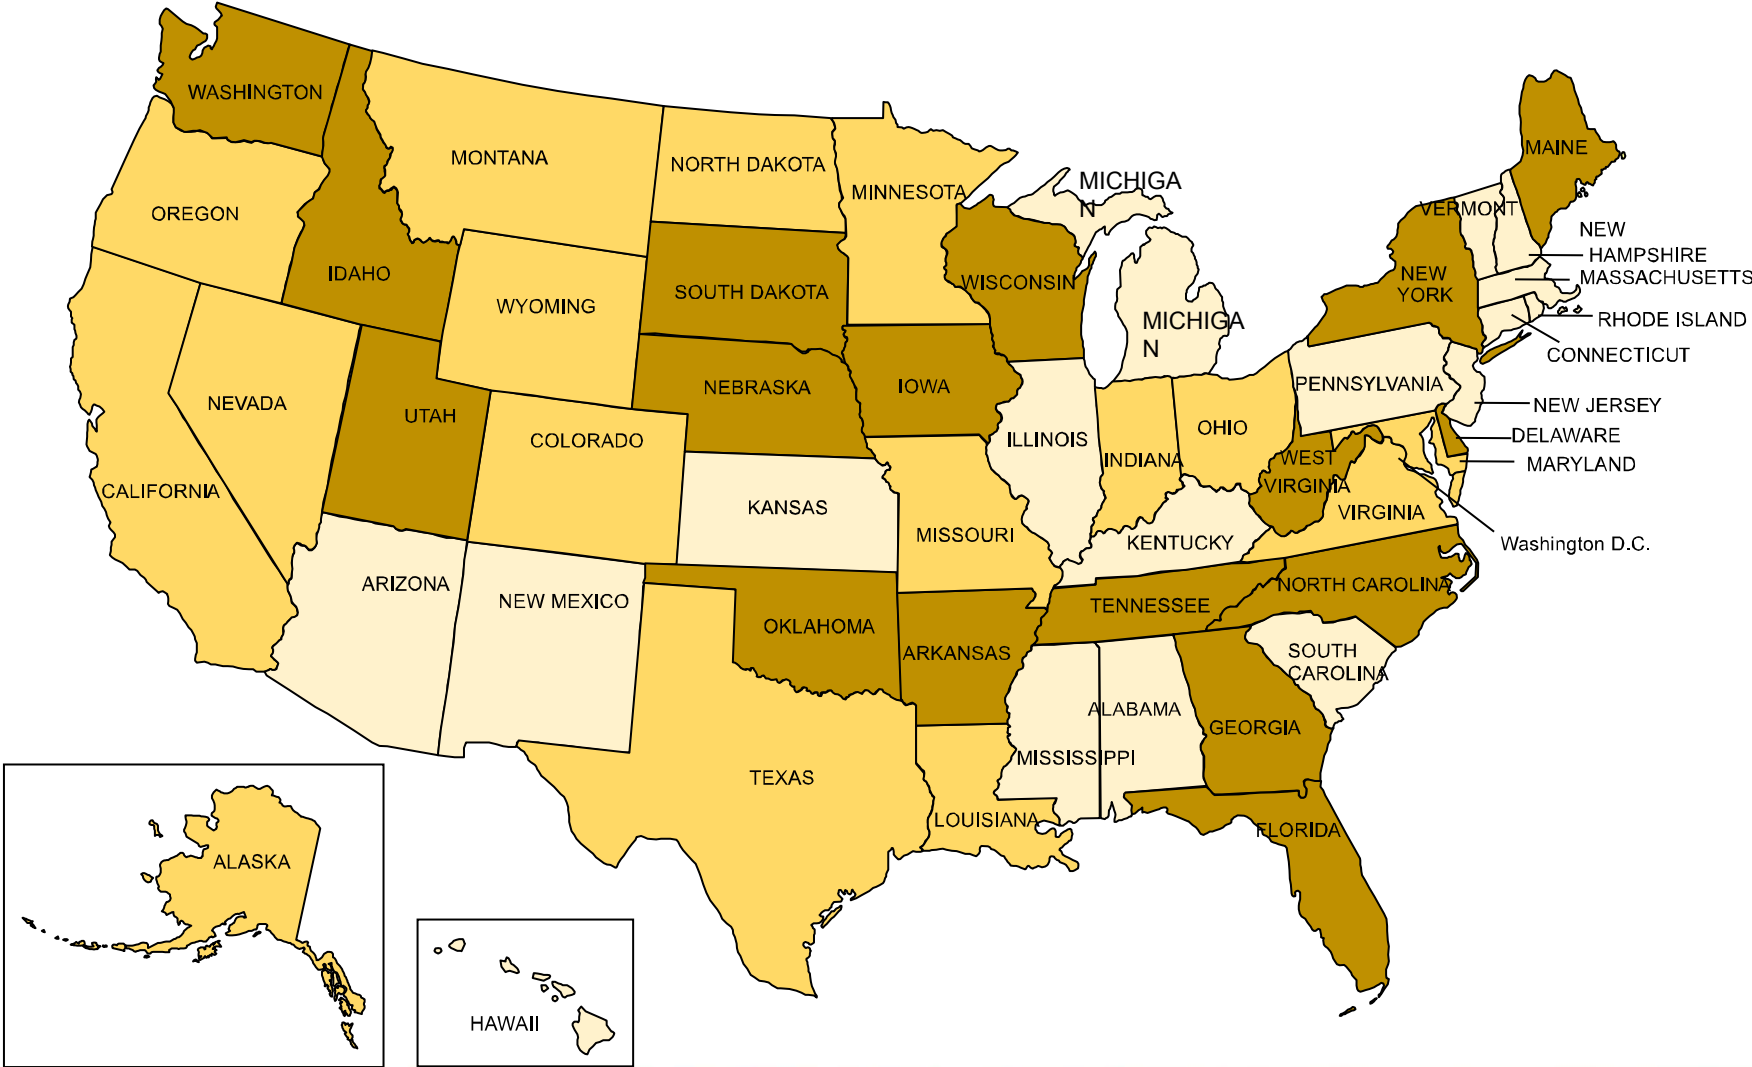 WASHINGTON
MONTANA
NORTH DAKOTA
MINNESOTA
MICHIGA
N
MAINE
OREGON
IDAHO
VERMONT
NEW
HAMPSHIRE
MASSACHUSETTS
NEW
YORK
WISCONSIN
SOUTH DAKOTA
WYOMING
MICHIGA
N
RHODE ISLAND
CONNECTICUT
PENNSYLVANIA
NEW JERSEY
NEBRASKA
IOWA
NEVADA
UTAH
COLORADO
ILLINOIS
INDIANA
OHIO
DELAWARE
MARYLAND
WEST
VIRGINIA
CALIFORNIA
KANSAS
MISSOURI
KENTUCKY
VIRGINIA
Washington D.C.
ARIZONA
NEW MEXICO
OKLAHOMA
ARKANSAS
TENNESSEE
NORTH CAROLINA
SOUTH
CAROLINA
ALABAMA
GEORGIA
MISSISSIPPI
TEXAS
LOUISIANA
FLORIDA
ALASKA
HAWAII